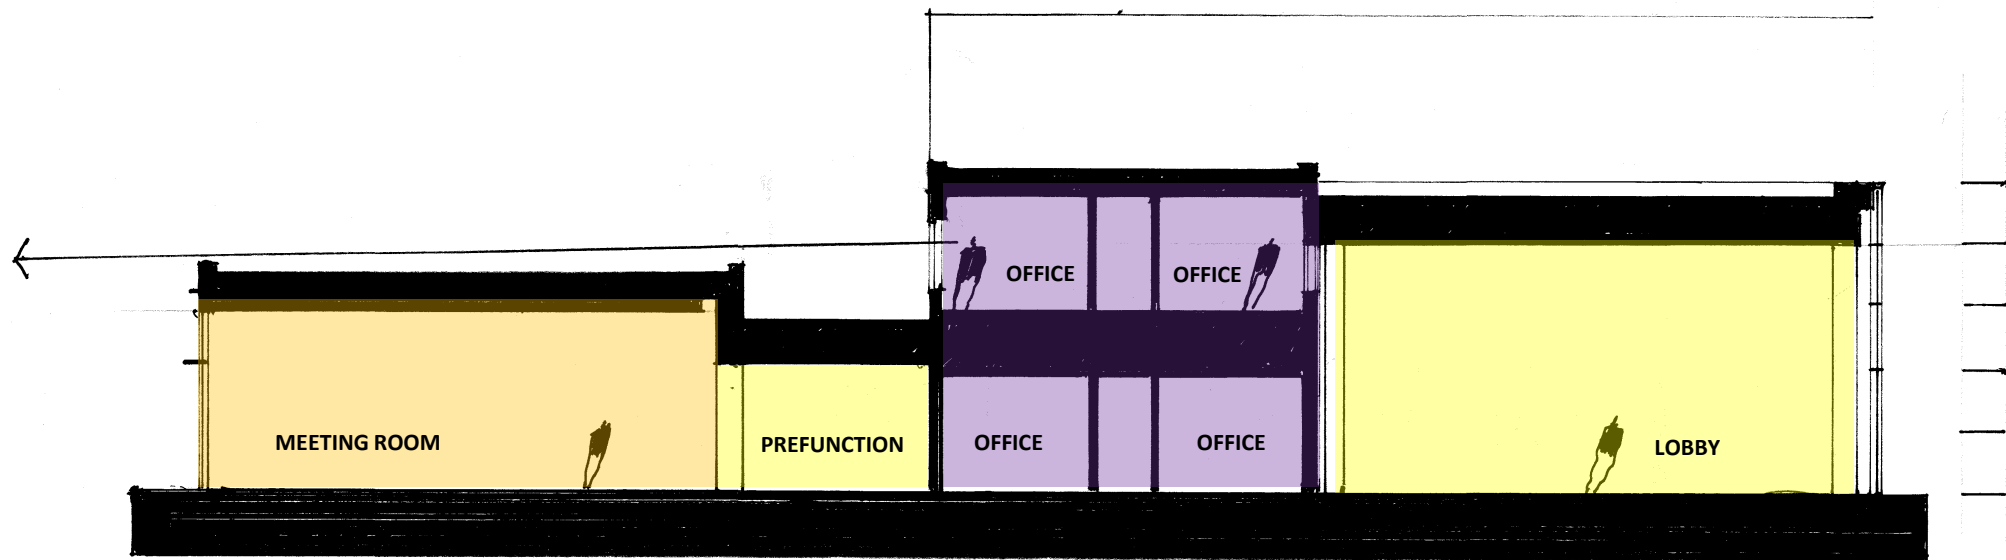 OFFICE
OFFICE
MEETING ROOM
PREFUNCTION
OFFICE
OFFICE
LOBBY